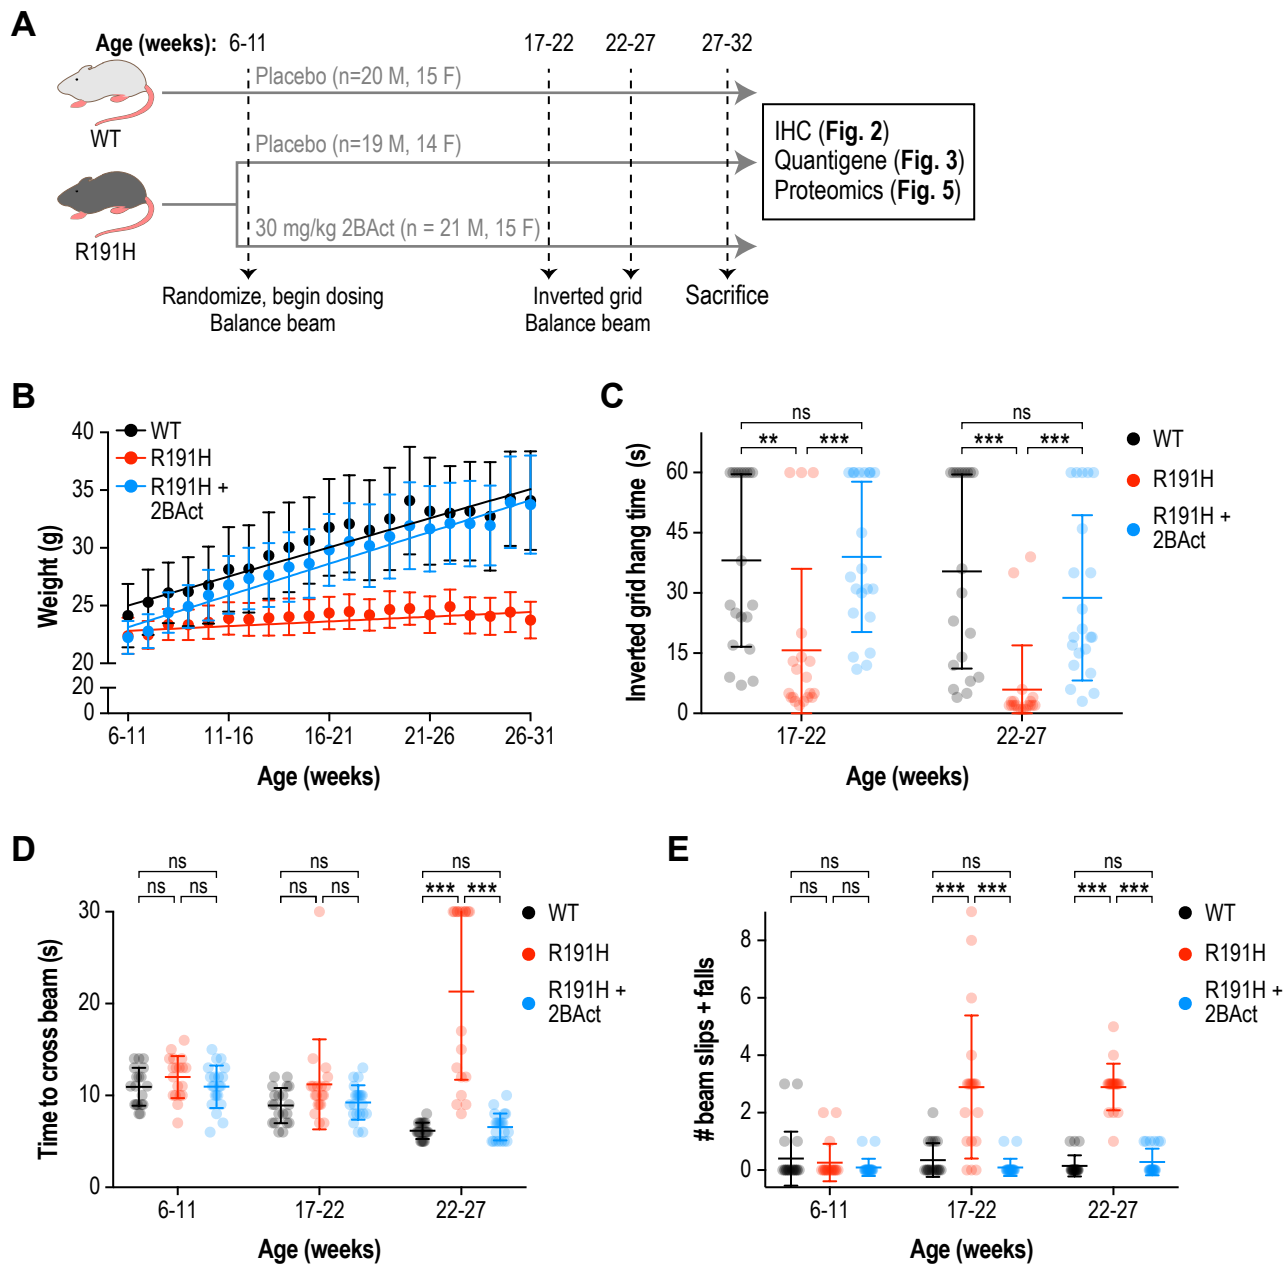 A
Age (weeks): 6-11 17-22 22-27 27-32
Placebo (n=20 M, 15 F)
WT
Placebo (n=19 M, 14 F)
30 mg/kg 2BAct (n = 21 M, 15 F)
R191H
IHC (Fig. 2)
Quantigene (Fig. 3)
Proteomics (Fig. 5)
Randomize, begin dosing
Balance beam
Inverted grid
Balance beam
Sacrifice
B
WT
R191H
R191H +
2BAct
Weight (g)
40
35
30
25
20
20
0
6-11 11-16 16-21 21-26 26-31
Age (weeks)
C
ns ns
** *** *** ***
WT
R191H
R191H +
2BAct
Inverted grid hang time (s)
60
45
30
15
0
17-22 22-27
Age (weeks)
D
ns ns ns
ns ns ns ns *** ***
WT
R191H
R191H +
2BAct
Time to cross beam (s)
30
20
10
0
6-11 17-22 22-27
Age (weeks)
E
ns ns ns
ns ns *** *** *** ***
WT
R191H
R191H +
2BAct
# beam slips + falls
8
6
4
2
0
6-11 17-22 22-27
Age (weeks)